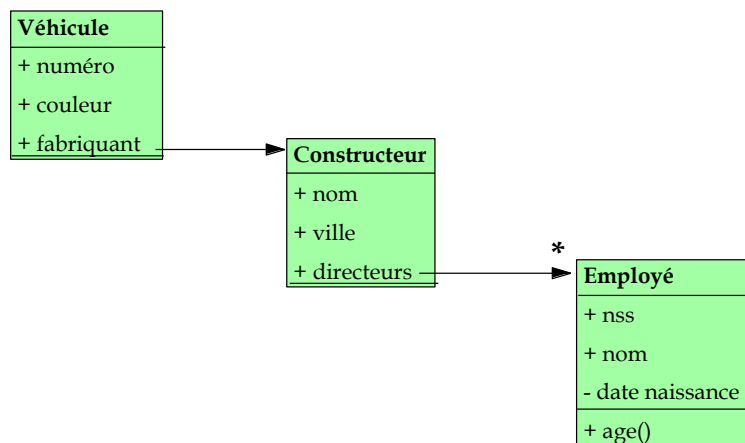 Véhicule
+ numéro
+ couleur
+ fabriquant
Constructeur
+ nom
+ ville
+ directeurs
*
Employé
+ nss
+ nom
- date naissance
+ age()